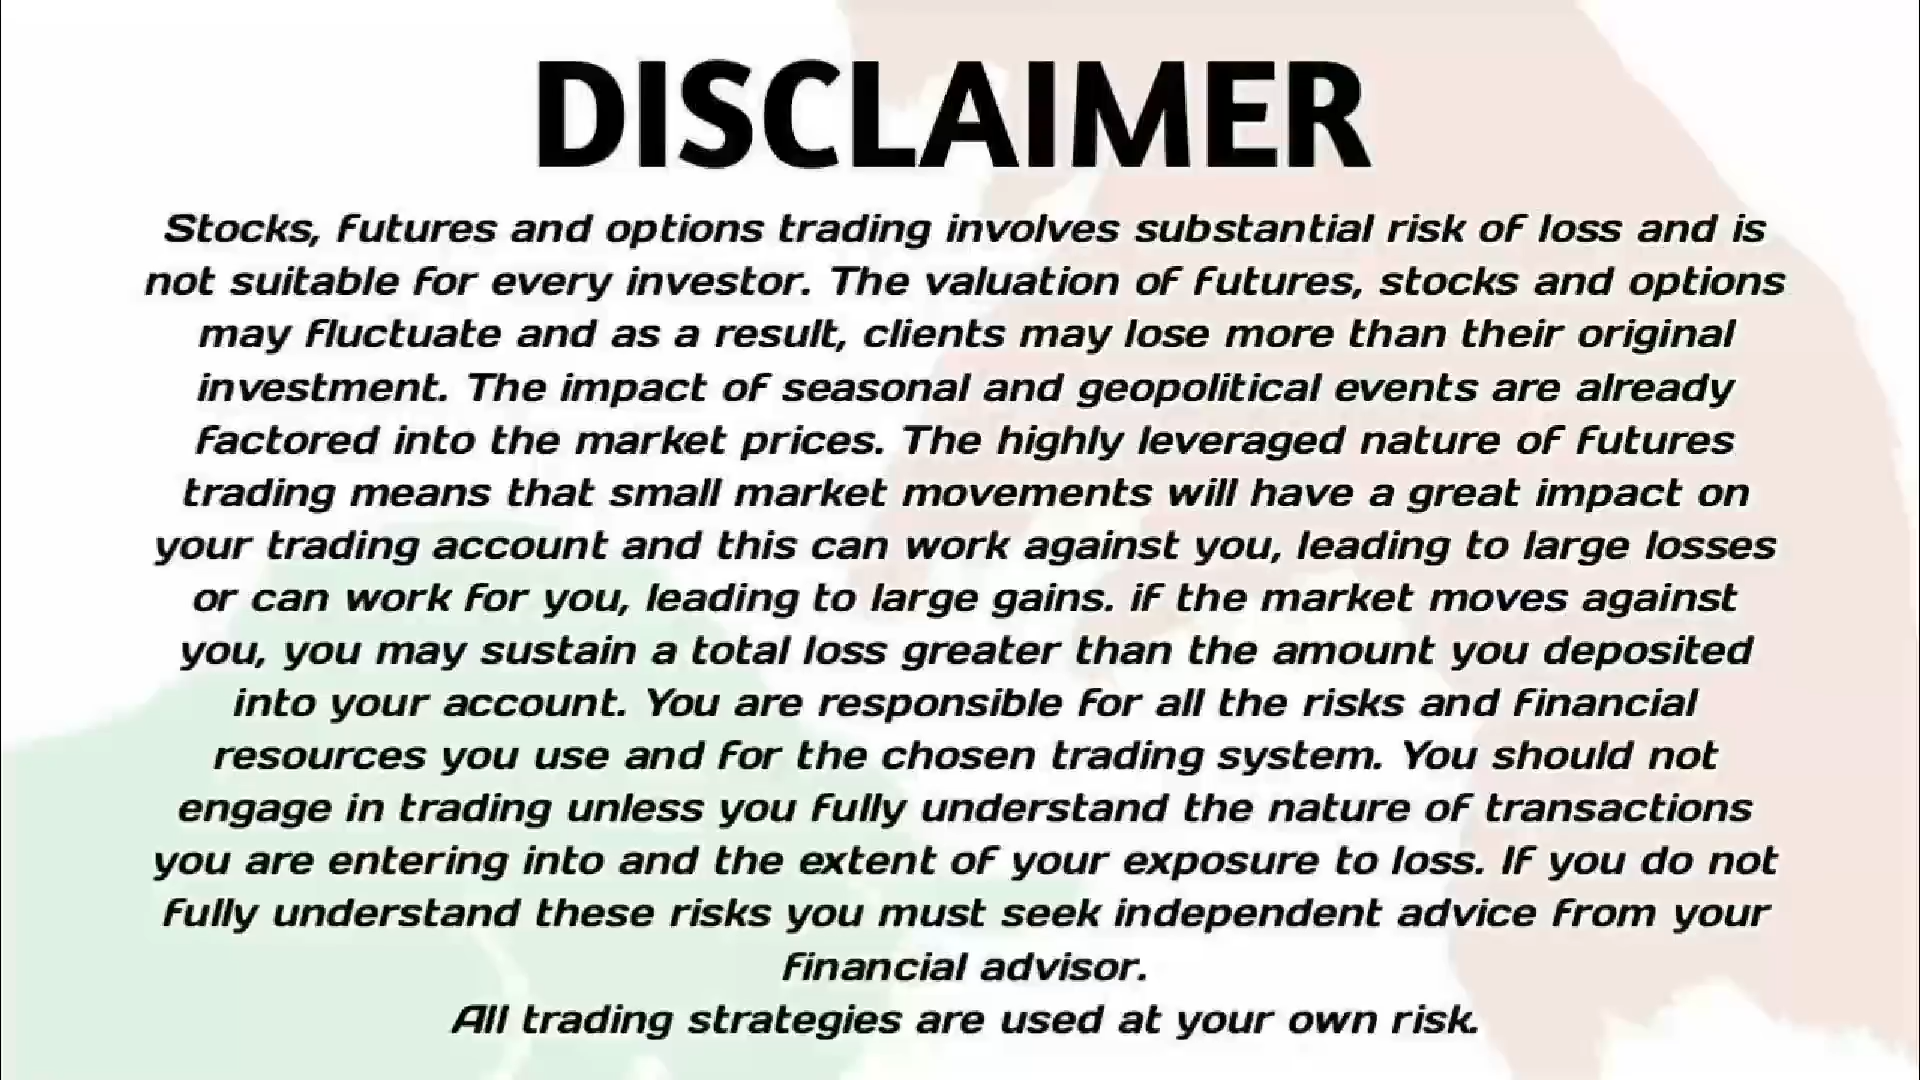 DISCLAIMER
Stocks, futures and options trading involves substantial risk of loss and is
not suitable for every investor. The valuation of futures, stocks and options
may fluctuate and as a result, clients may lose more than their original
investment. The impact of seasonal and geopolitical events are already
factored into the market prices. The highly leveraged nature of futures
trading means that small market movements will have a great impact on
your trading account and this can work against you, leading to large losses
or can work for you, leading to large gains. if the market moves against
you, you may sustain a total loss greater than the amount you deposited
into your account. You are responsible for all the risks and financial
resources you use and for the chosen trading system. You should not
engage in trading unless you fully understand the nature of transactions
you are entering into and the extent of your exposure to loss. If you do not
fully understand these risks you must seek independent advice from your
financial advisor.
All trading strategies are used at your own risk.